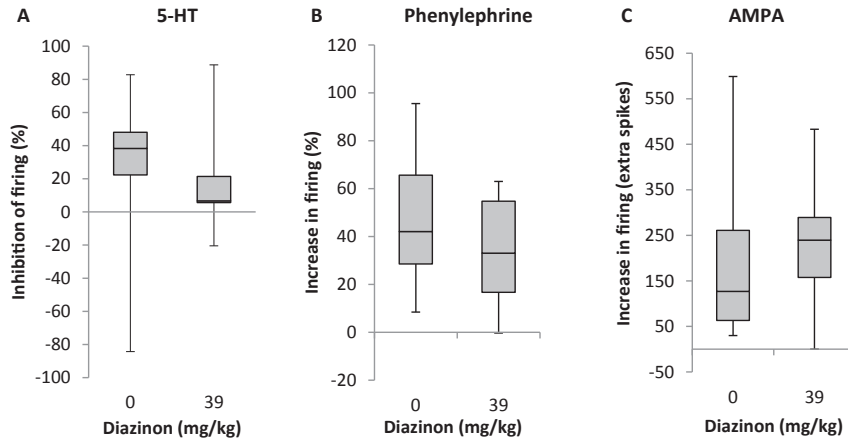 A
5-HT
Inhibition of firing (%)
100
80
60
40
20
0
-20
-40
-60
-80
-100
0
39
Diazinon (mg/kg)
B
Phenylephrine
Increase in firing (%)
120
100
80
60
40
20
0
-20
0
39
Diazinon (mg/kg)
C
AMPA
Increase in firing (extra spikes)
650
550
450
350
250
150
50
-50
0
39
Diazinon (mg/kg)